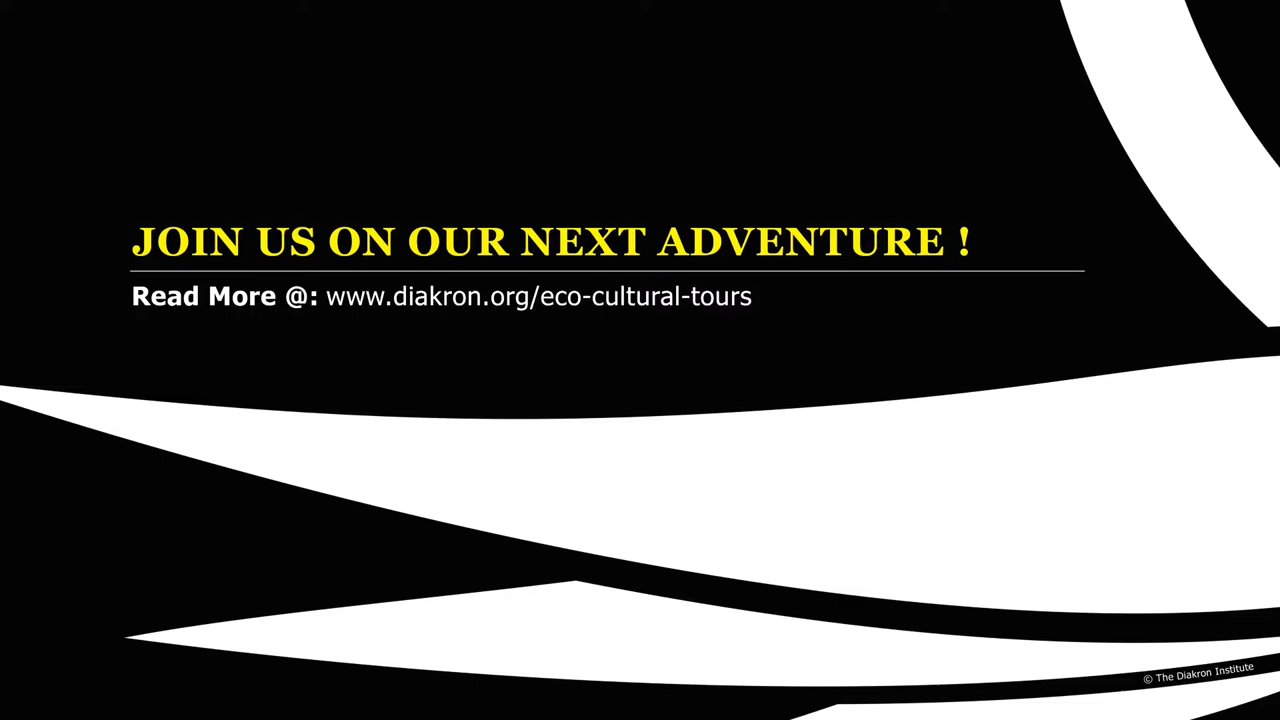 JOIN US ON OUR NEXT ADVENTURE !
Read More @: www.diakron.org/eco-cultural-tours
© The Diakron Institute